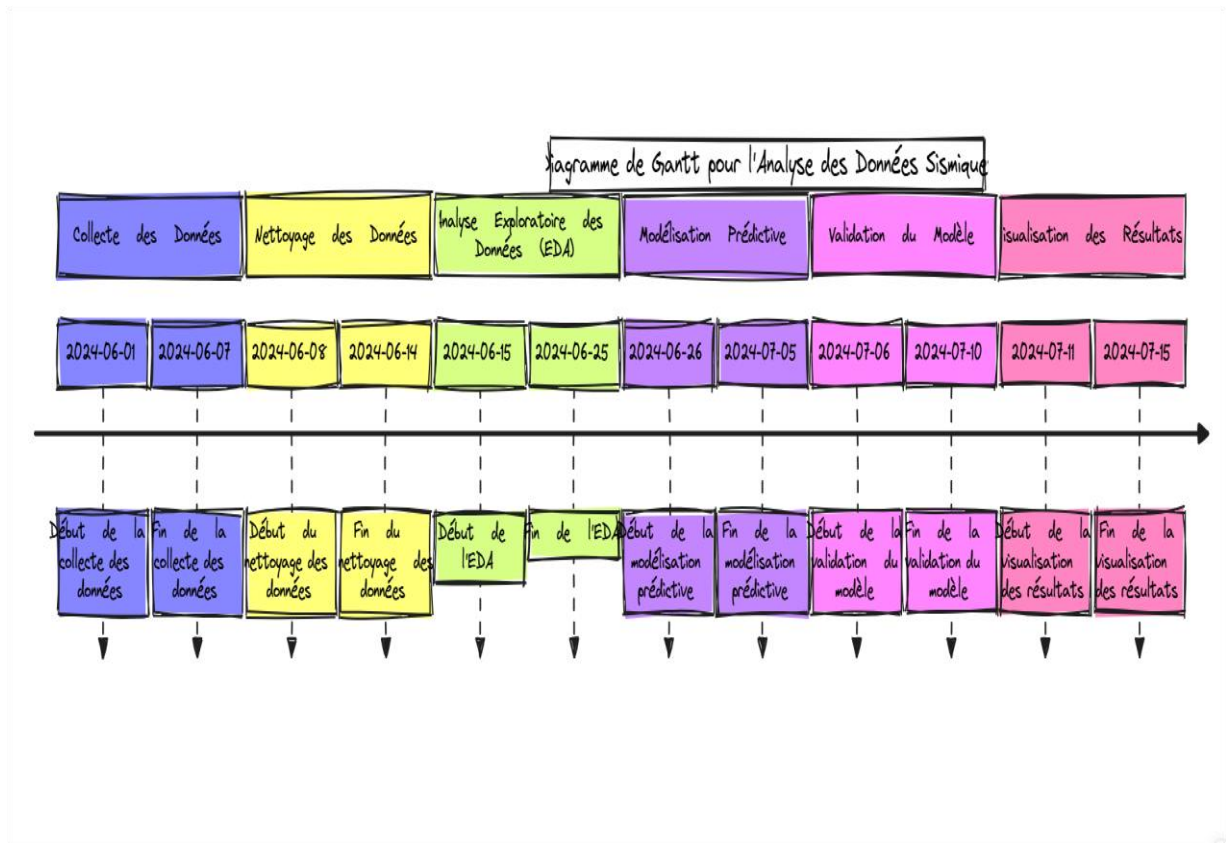 iagramme de Gantt pour l'Analyse des Données Sismique
Collecte des Données
Nettoyage des Données
nalyse Exploratoire des
Données (EDA)
Modélisation Prédictive
Validation du Modèle
isualisation des Résultats
2024-06-01
2024-06-07
2024-06-08
2024-06-14
2024-06-15
2024-06-25
2024-06-26
2024-07-05
2024-07-06
2024-07-10
2024-07-11
2024-07-15
Début de la
collecte des
données
Fin de la
collecte des
données
Début du
nettoyage des
données
Fin du
nettoyage des
données
Début de
l'EDA
Fin de l'EDA
Début de la
modélisation
prédictive
Fin de la
modélisation
prédictive
Début de la
validation du
modèle
Fin de la
validation du
modèle
Début de la
visualisation
des résultats
Fin de la
visualisation
des résultats